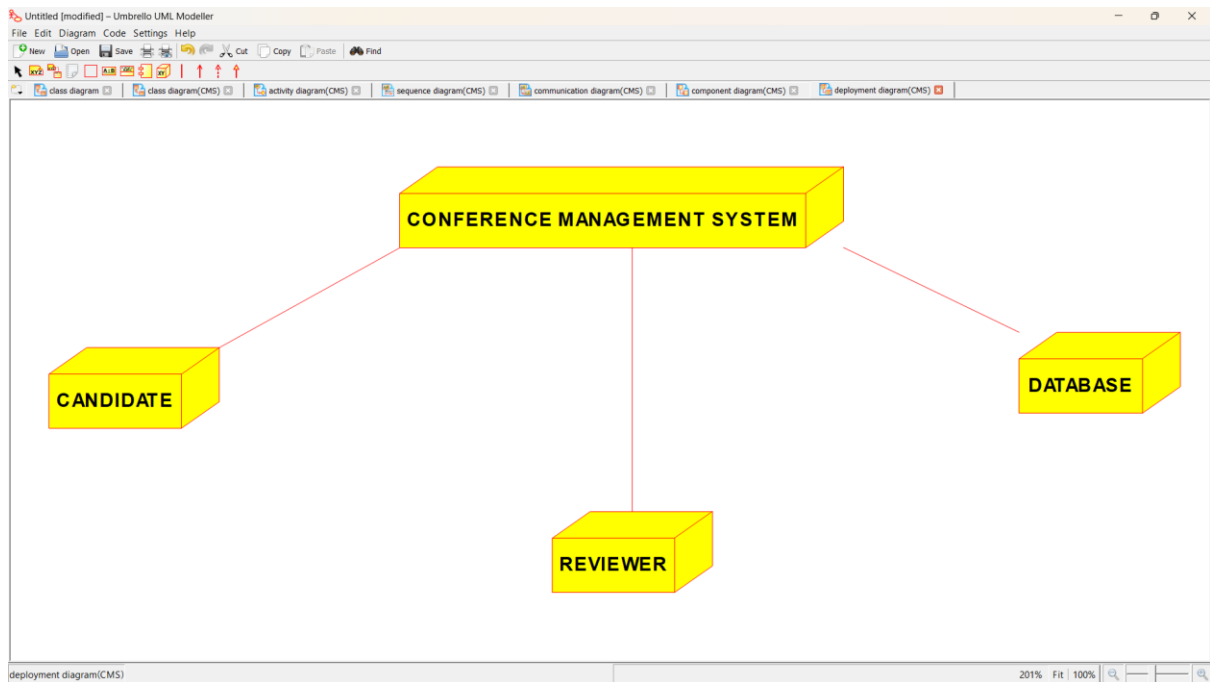 Untitled [modified] – Umbrello UML Modeller
File Edit Diagram Code Settings Help
New Open Save Cut Copy Paste Find
class diagram class diagram(CMS) activity diagram(CMS) sequence diagram(CMS) communication diagram(CMS) component diagram(CMS) deployment diagram(CMS)
CONFERENCE MANAGEMENT SYSTEM
CANDIDATE
DATABASE
REVIEWER
deployment diagram(CMS) 201% Fit 100%